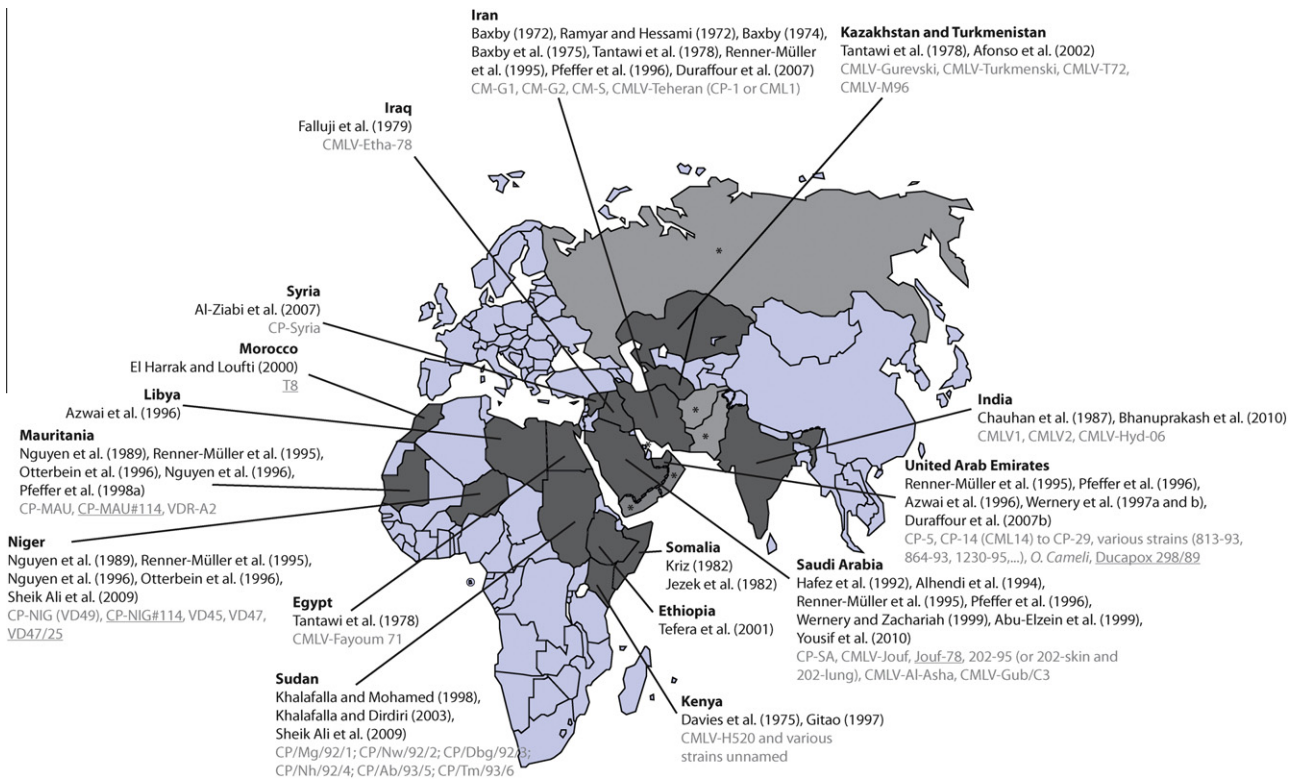 Iran
Baxby (1972), Ramyar and Hessami (1972), Baxby (1974),
Baxby et al. (1975), Tantawi et al. (1978), Renner-Müller
et al. (1995), Pfeffer et al. (1996), Duraffour et al. (2007)
CM-G1, CM-G2, CM-S, CMLV-Teheran (CP-1 or CML1)
Kazakhstan and Turkmenistan
Tantawi et al. (1978), Afonso et al. (2002)
CMLV-Gurevski, CMLV-Turkmenski, CMLV-T72,
CMLV-M96
Iraq
Falluji et al. (1979)
CMLV-Etha-78
Syria
Al-Ziabi et al. (2007)
CP-Syria
Morocco
El Harrak and Loufti (2000)
T8
Libya
Azwai et al. (1996)
Mauritania
Nguyen et al. (1989), Renner-Müller et al. (1995),
Otterbein et al. (1996), Nguyen et al. (1996),
Pfeffer et al. (1998a)
CP-MAU, CP-MAU#114, VDR-A2
Niger
Nguyen et al. (1989), Renner-Müller et al. (1995),
Nguyen et al. (1996), Otterbein et al. (1996),
Sheik Ali et al. (2009)
CP-NIG (VD49), CP-NIG#114, VD45, VD47,
VD47/25
Egypt
Tantawi et al. (1978)
CMLV-Fayoum 71
Sudan
Khalafalla and Mohamed (1998),
Khalafalla and Dirdiri (2003),
Sheik Ali et al. (2009)
CP/Mg/92/1; CP/Nw/92/2; CP/Dbg/92/3;
CP/Nh/92/4; CP/Ab/93/5; CP/Tm/93/6
Somalia
Kriz (1982)
Jezek et al. (1982)
Ethiopia
Tefera et al. (2001)
Kenya
Davies et al. (1975), Gitao (1997)
CMLV-H520 and various
strains unnamed
India
Chauhan et al. (1987), Bhanuprakash et al. (2010)
CMLV1, CMLV2, CMLV-Hyd-06
United Arab Emirates
Renner-Müller et al. (1995), Pfeffer et al. (1996),
Azwai et al. (1996), Wernery et al. (1997a and b),
Duraffour et al. (2007b)
CP-5, CP-14 (CML14) to CP-29, various strains (813-93,
864-93, 1230-95,...), O. Cameli, Ducapox 298/89
Saudi Arabia
Hafez et al. (1992), Alhendi et al. (1994),
Renner-Müller et al. (1995), Pfeffer et al. (1996),
Wernery and Zachariah (1999), Abu-Elzein et al. (1999),
Yousif et al. (2010)
CP-SA, CMLV-Jouf, Jouf-78, 202-95 (or 202-skin and
202-lung), CMLV-Al-Asha, CMLV-Gub/C3